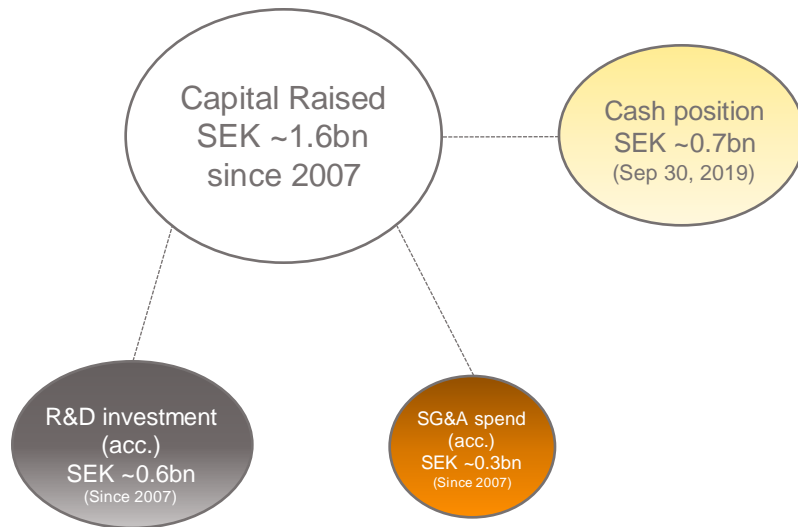 Capital Raised
SEK ~1.6bn
since 2007
Cash position
SEK ~0.7bn
(Sep 30, 2019)
R&D investment
(acc.)
SEK ~0.6bn
(Since 2007)
SG&A spend
(acc.)
SEK ~0.3bn
(Since 2007)